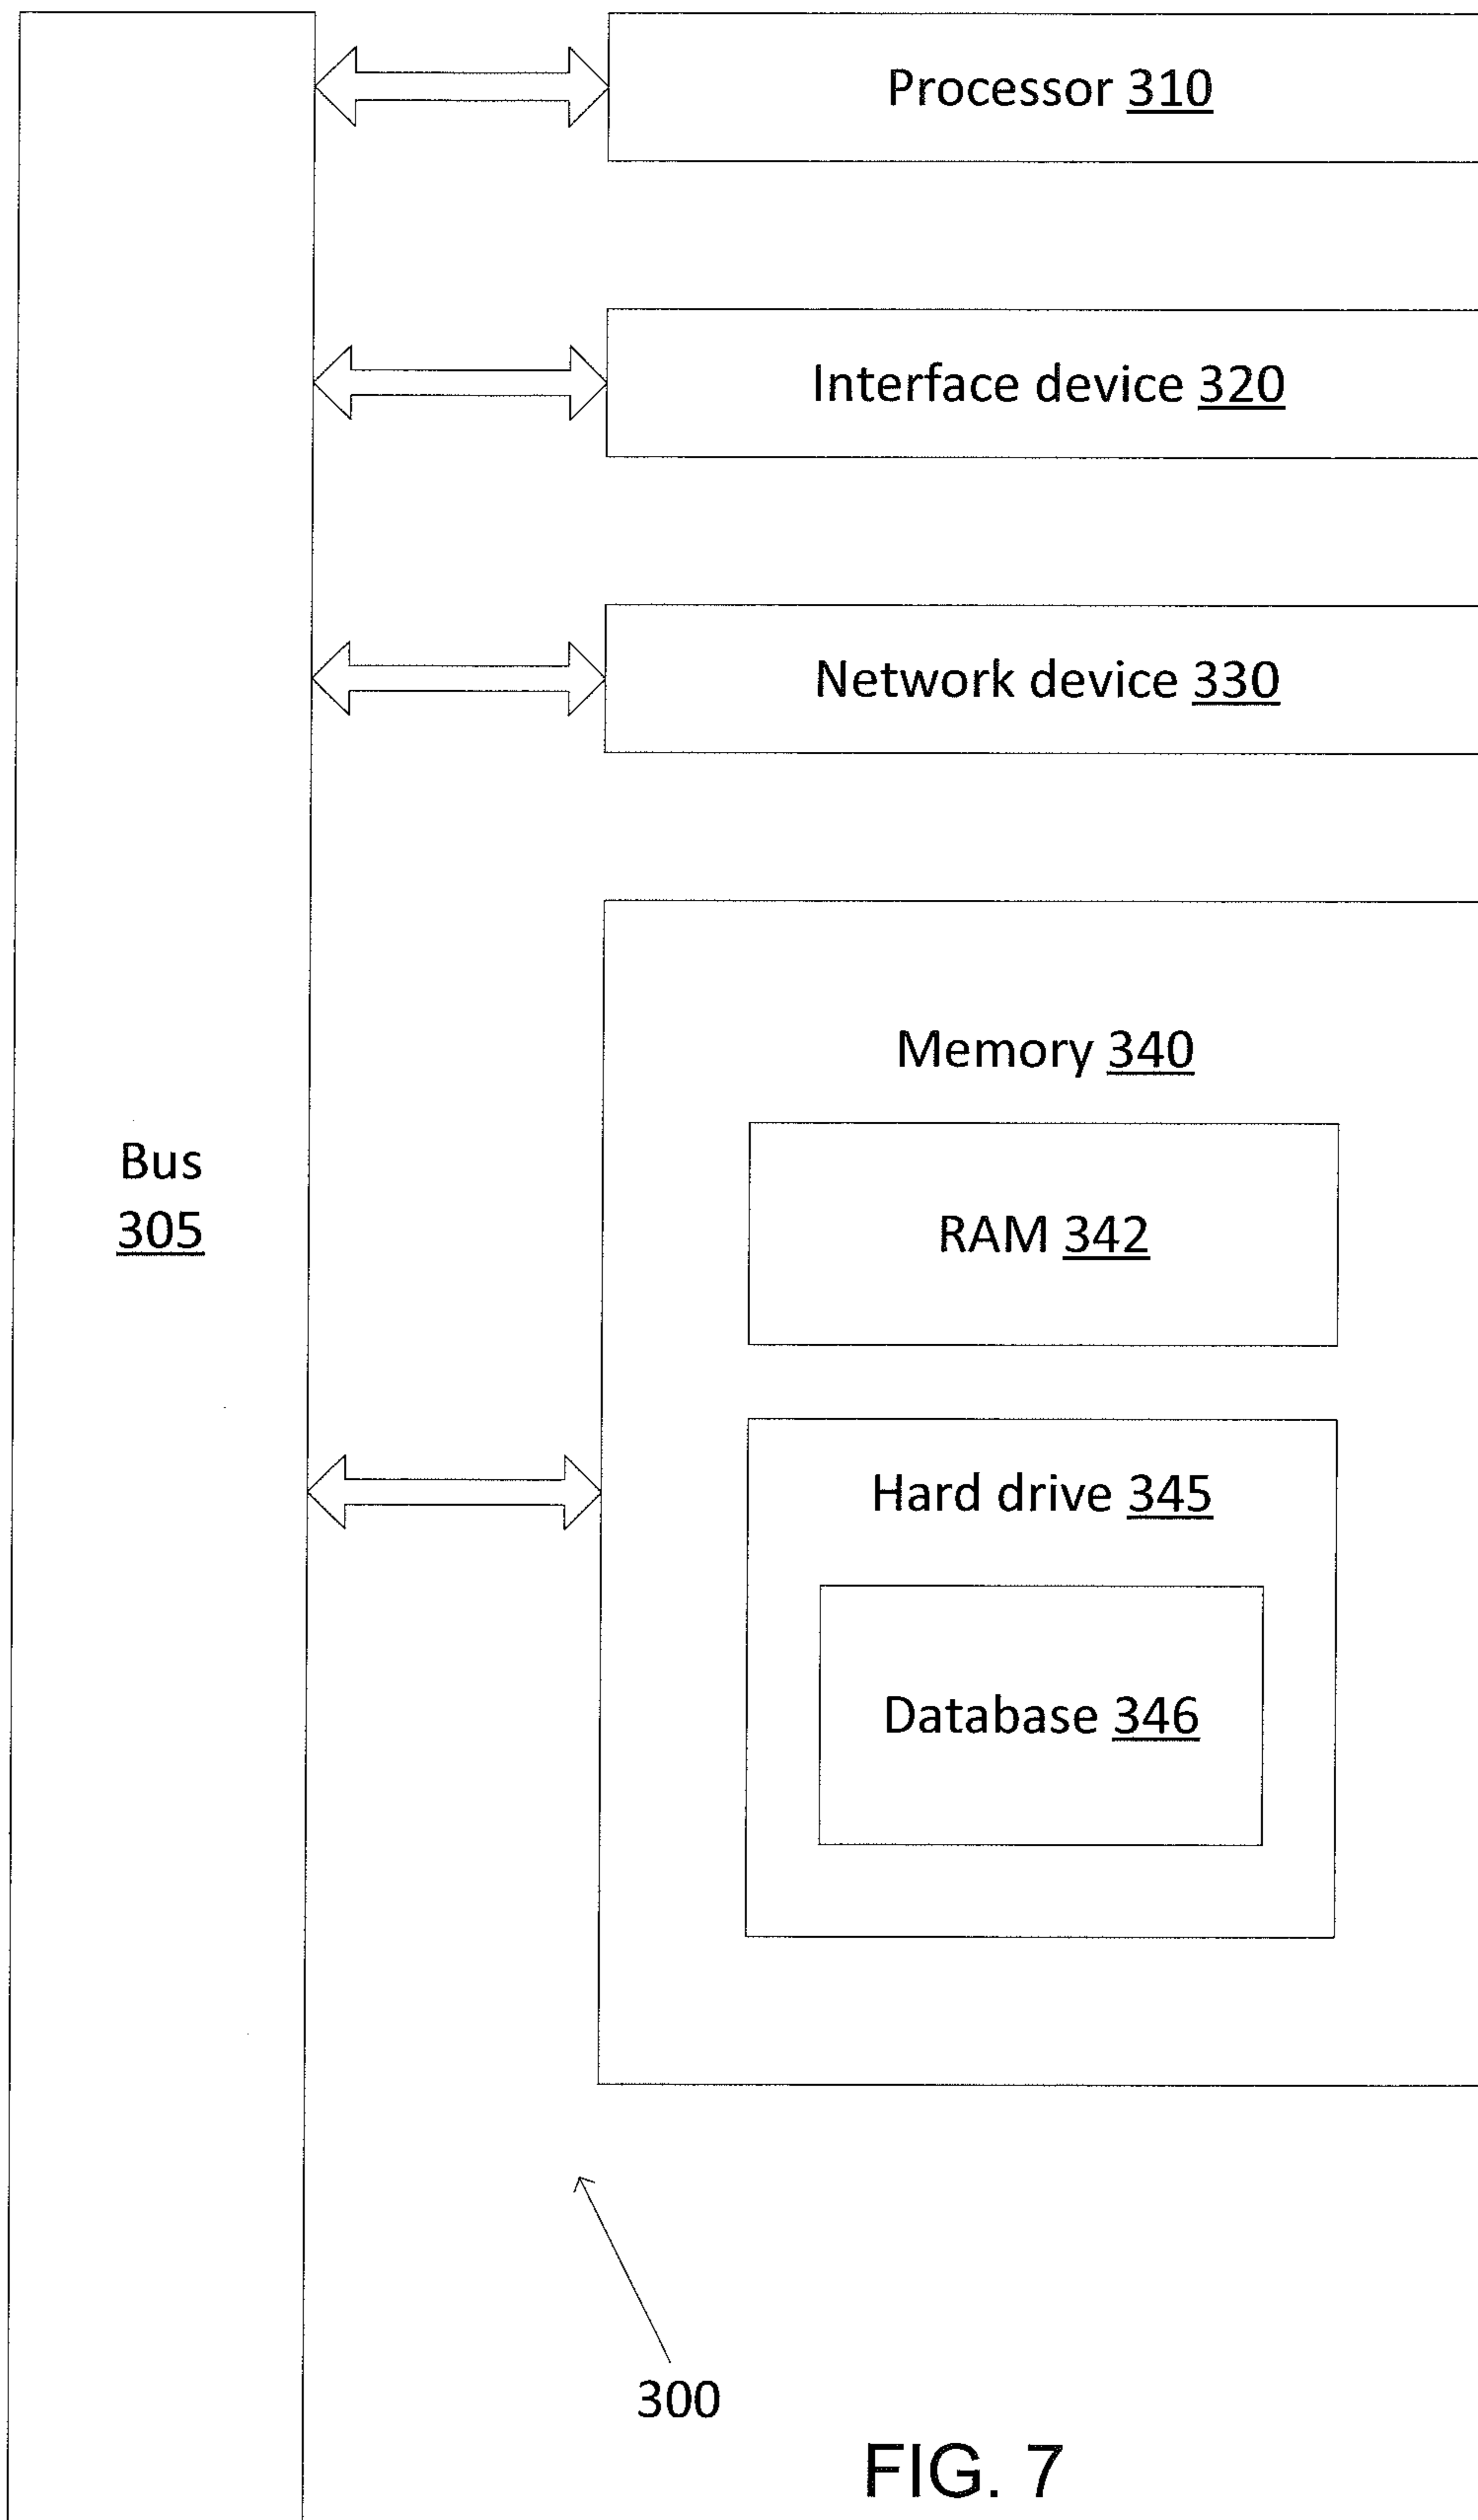 Processor 310
Interface device 320
Network device 330
Memory 340
Bus
305
RAM 342
Hard drive 345
Database 346
300
FIG. 7